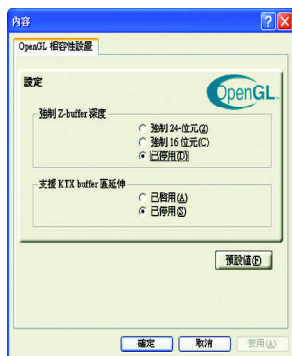 內容
OpenGL 相容性設置
設定
OpenGL
強制 Z-buffer 深度
強制 24-位元(2)
強制 16 位元(C)
已停用(D)
支援 KTX buffer 區延伸
已啓用(A)
已停用(S)
預設值(F)
確定
取消
套用(A)